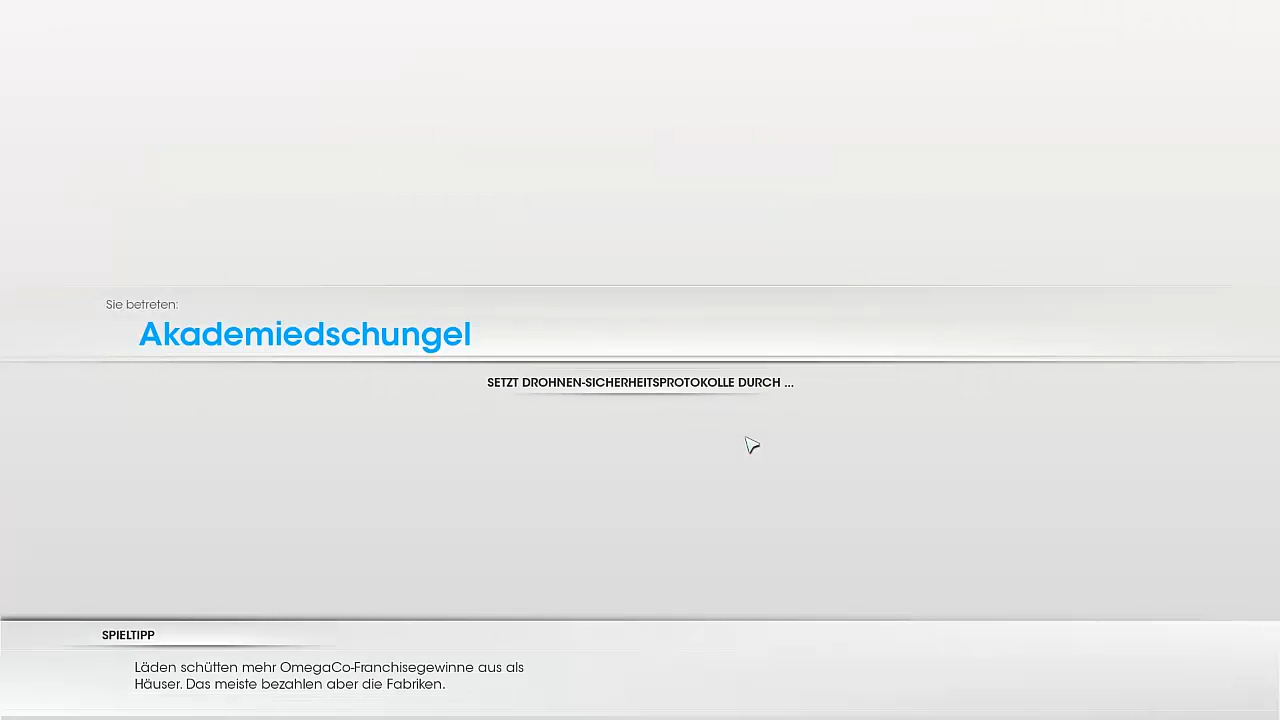 Sie betreten:
Akademiedschungel
SETZT DROHNEN-SICHERHEITSPROTOKOLLE DURCH ...
SPIELTIPP
Läden schütten mehr OmegaCo-Franchisegewinne aus als
Häuser. Das meiste bezahlen aber die Fabriken.